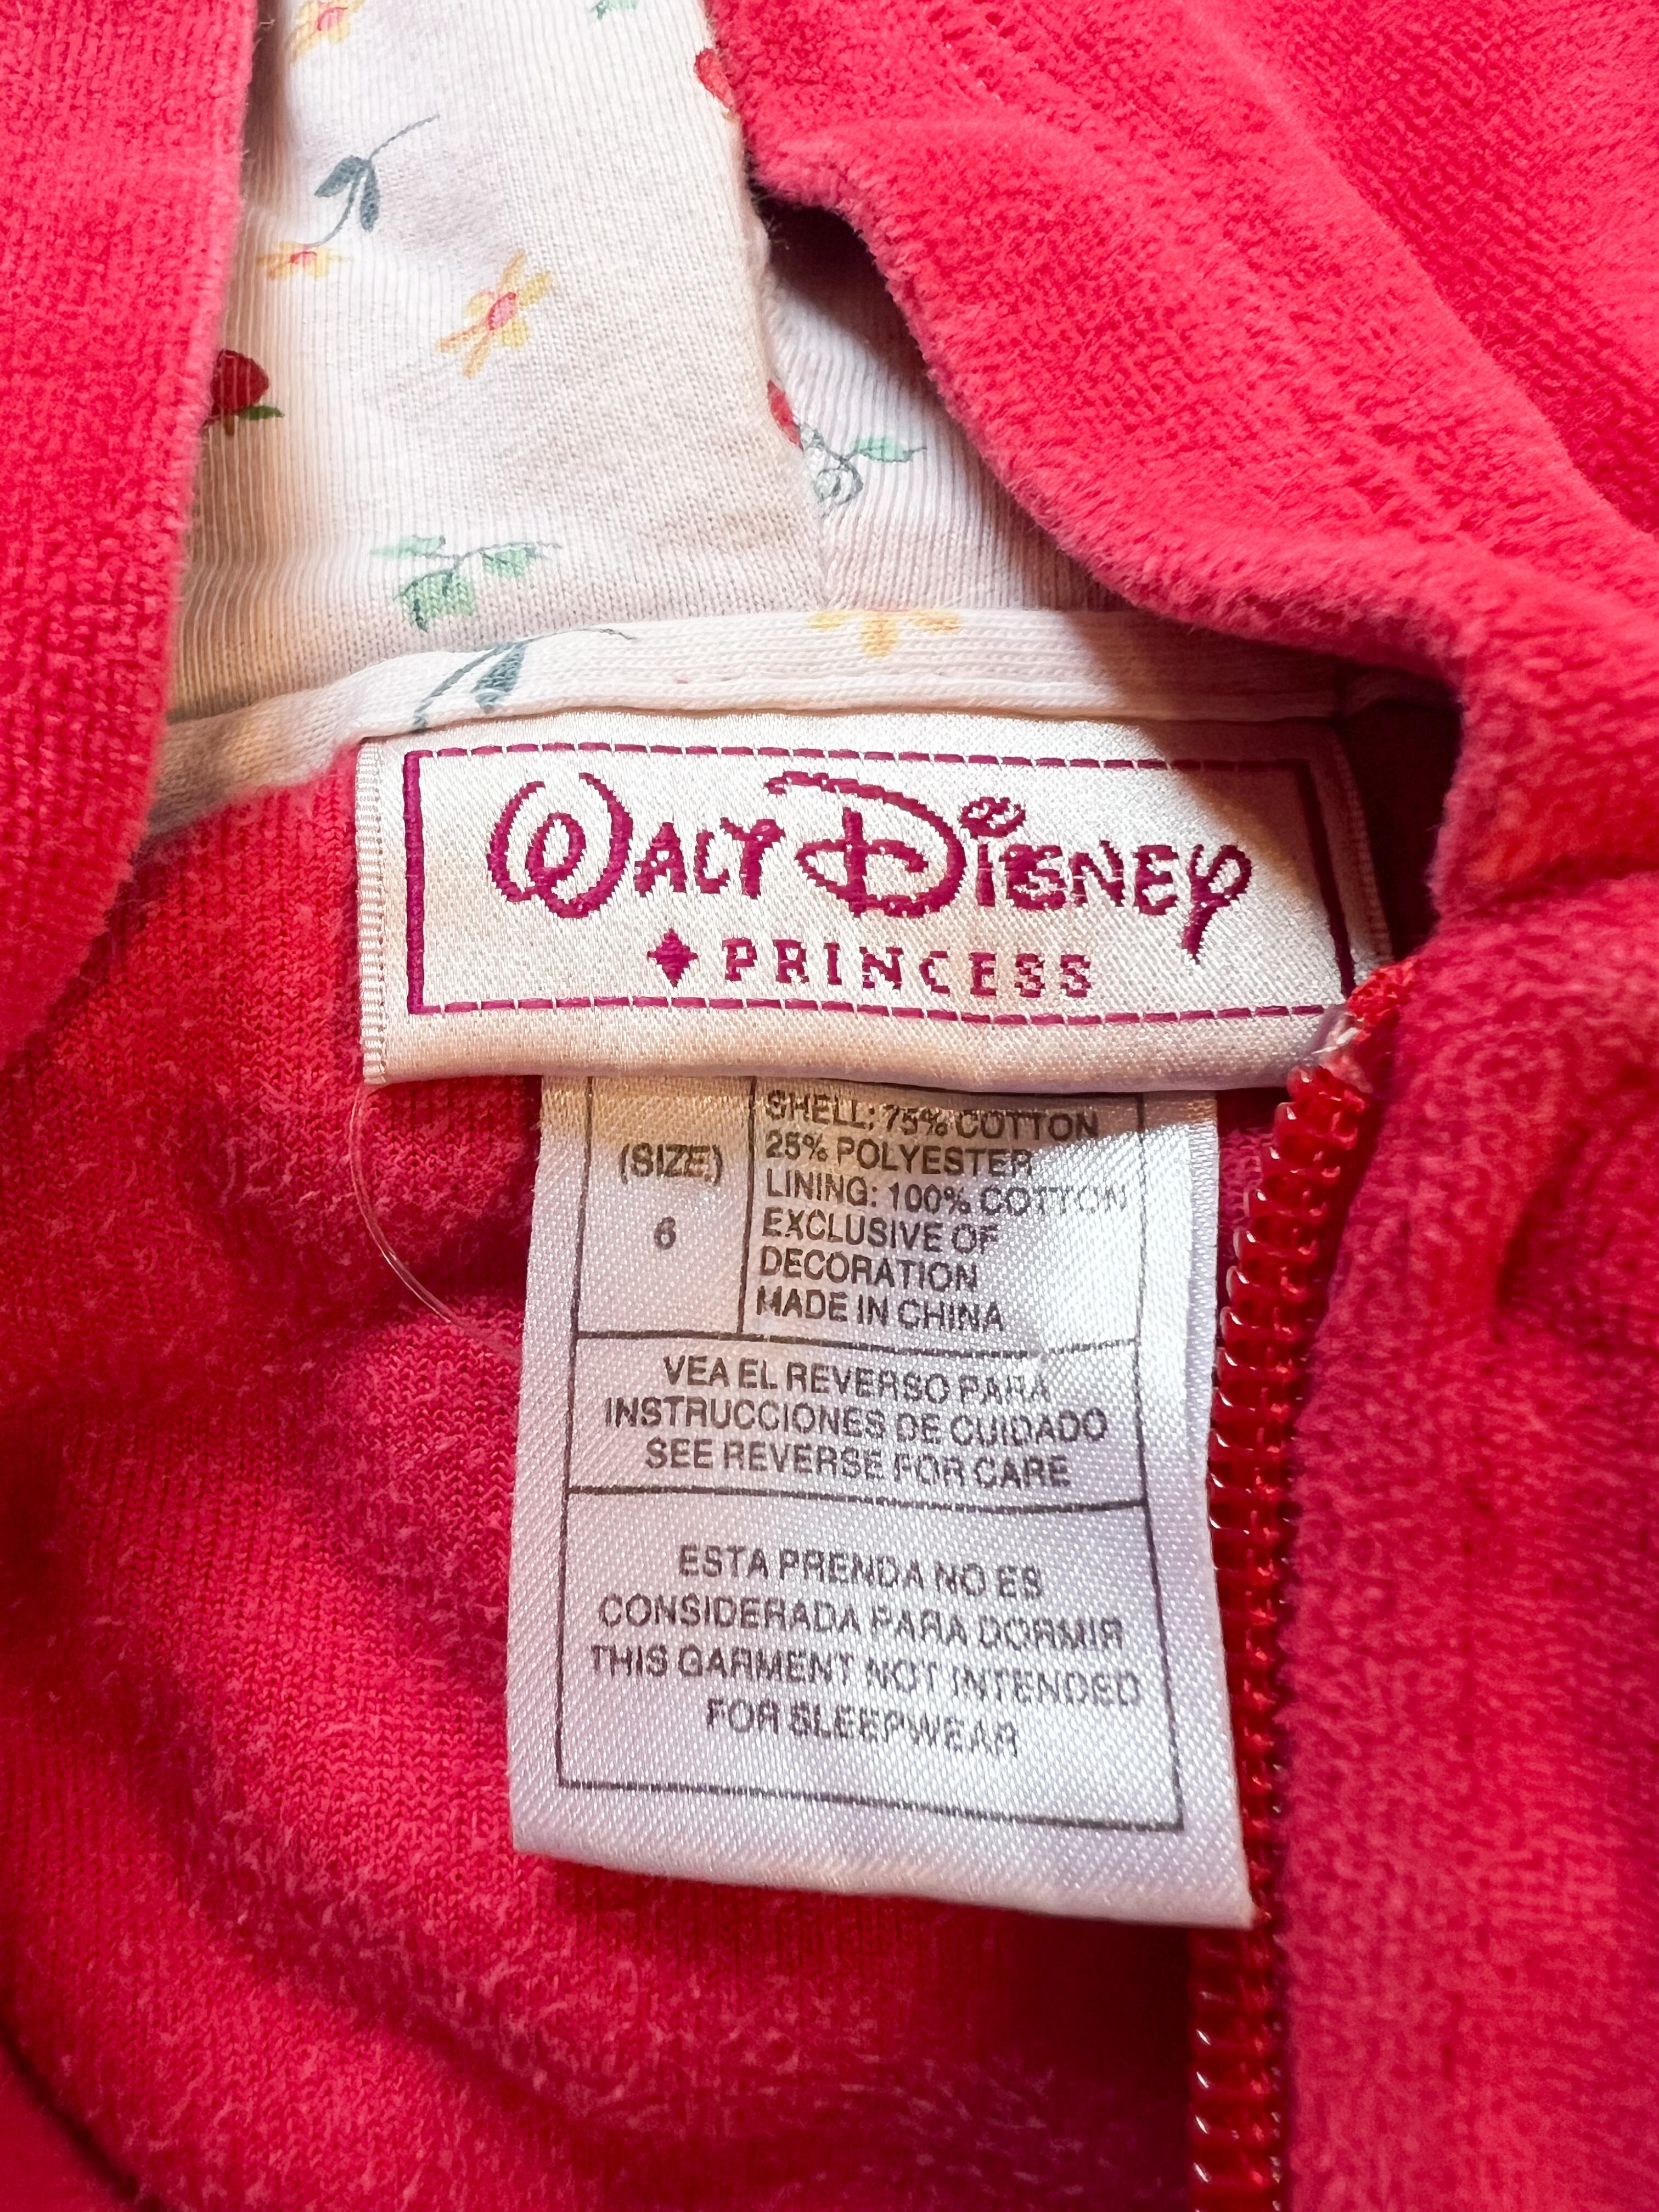 WALT DISNEY
PRINCESS
(SIZE)
6
SHELL: 75% COTTON
25% POLYESTER
LINING: 100% COTTON
EXCLUSIVE OF
DECORATION
MADE IN CHINA
VEA EL REVERSO PARA
INSTRUCCIONES DE CUIDADO
SEE REVERSE FOR CARE
ESTA PRENDA NO ES
CONSIDERADA PARA DORMIR
THIS GARMENT NOT INTENDED
FOR SLEEPWEAR